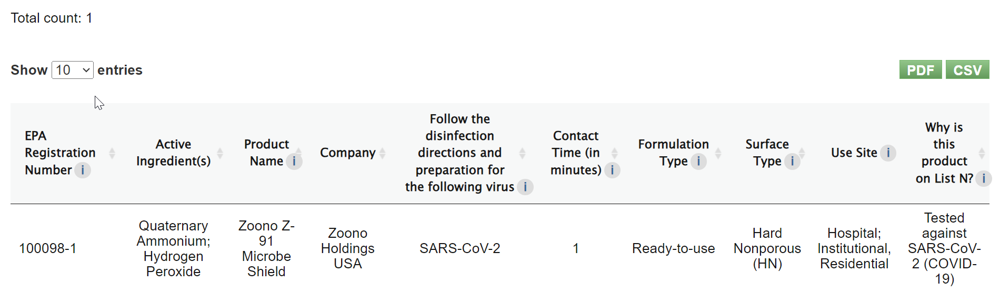 Total count: 1
Show 10 entries
PDF CSV
EPA
Registration
Number i
Active
Ingredient(s)
Product
Name i
Company
Follow the
disinfection
directions and
preparation for
the following virus i
Contact
Time (in
minutes) i
Formulation
Type i
Surface
Type i
Use Site i
Why is
this
product
on List N? i
100098-1
Quaternary
Ammonium;
Hydrogen
Peroxide
Zoono Z-
91
Microbe
Shield
Zoono
Holdings
USA
SARS-CoV-2
1
Ready-to-use
Hard
Nonporous
(HN)
Hospital;
Institutional,
Residential
Tested
against
SARS-CoV-
2 (COVID-
19)